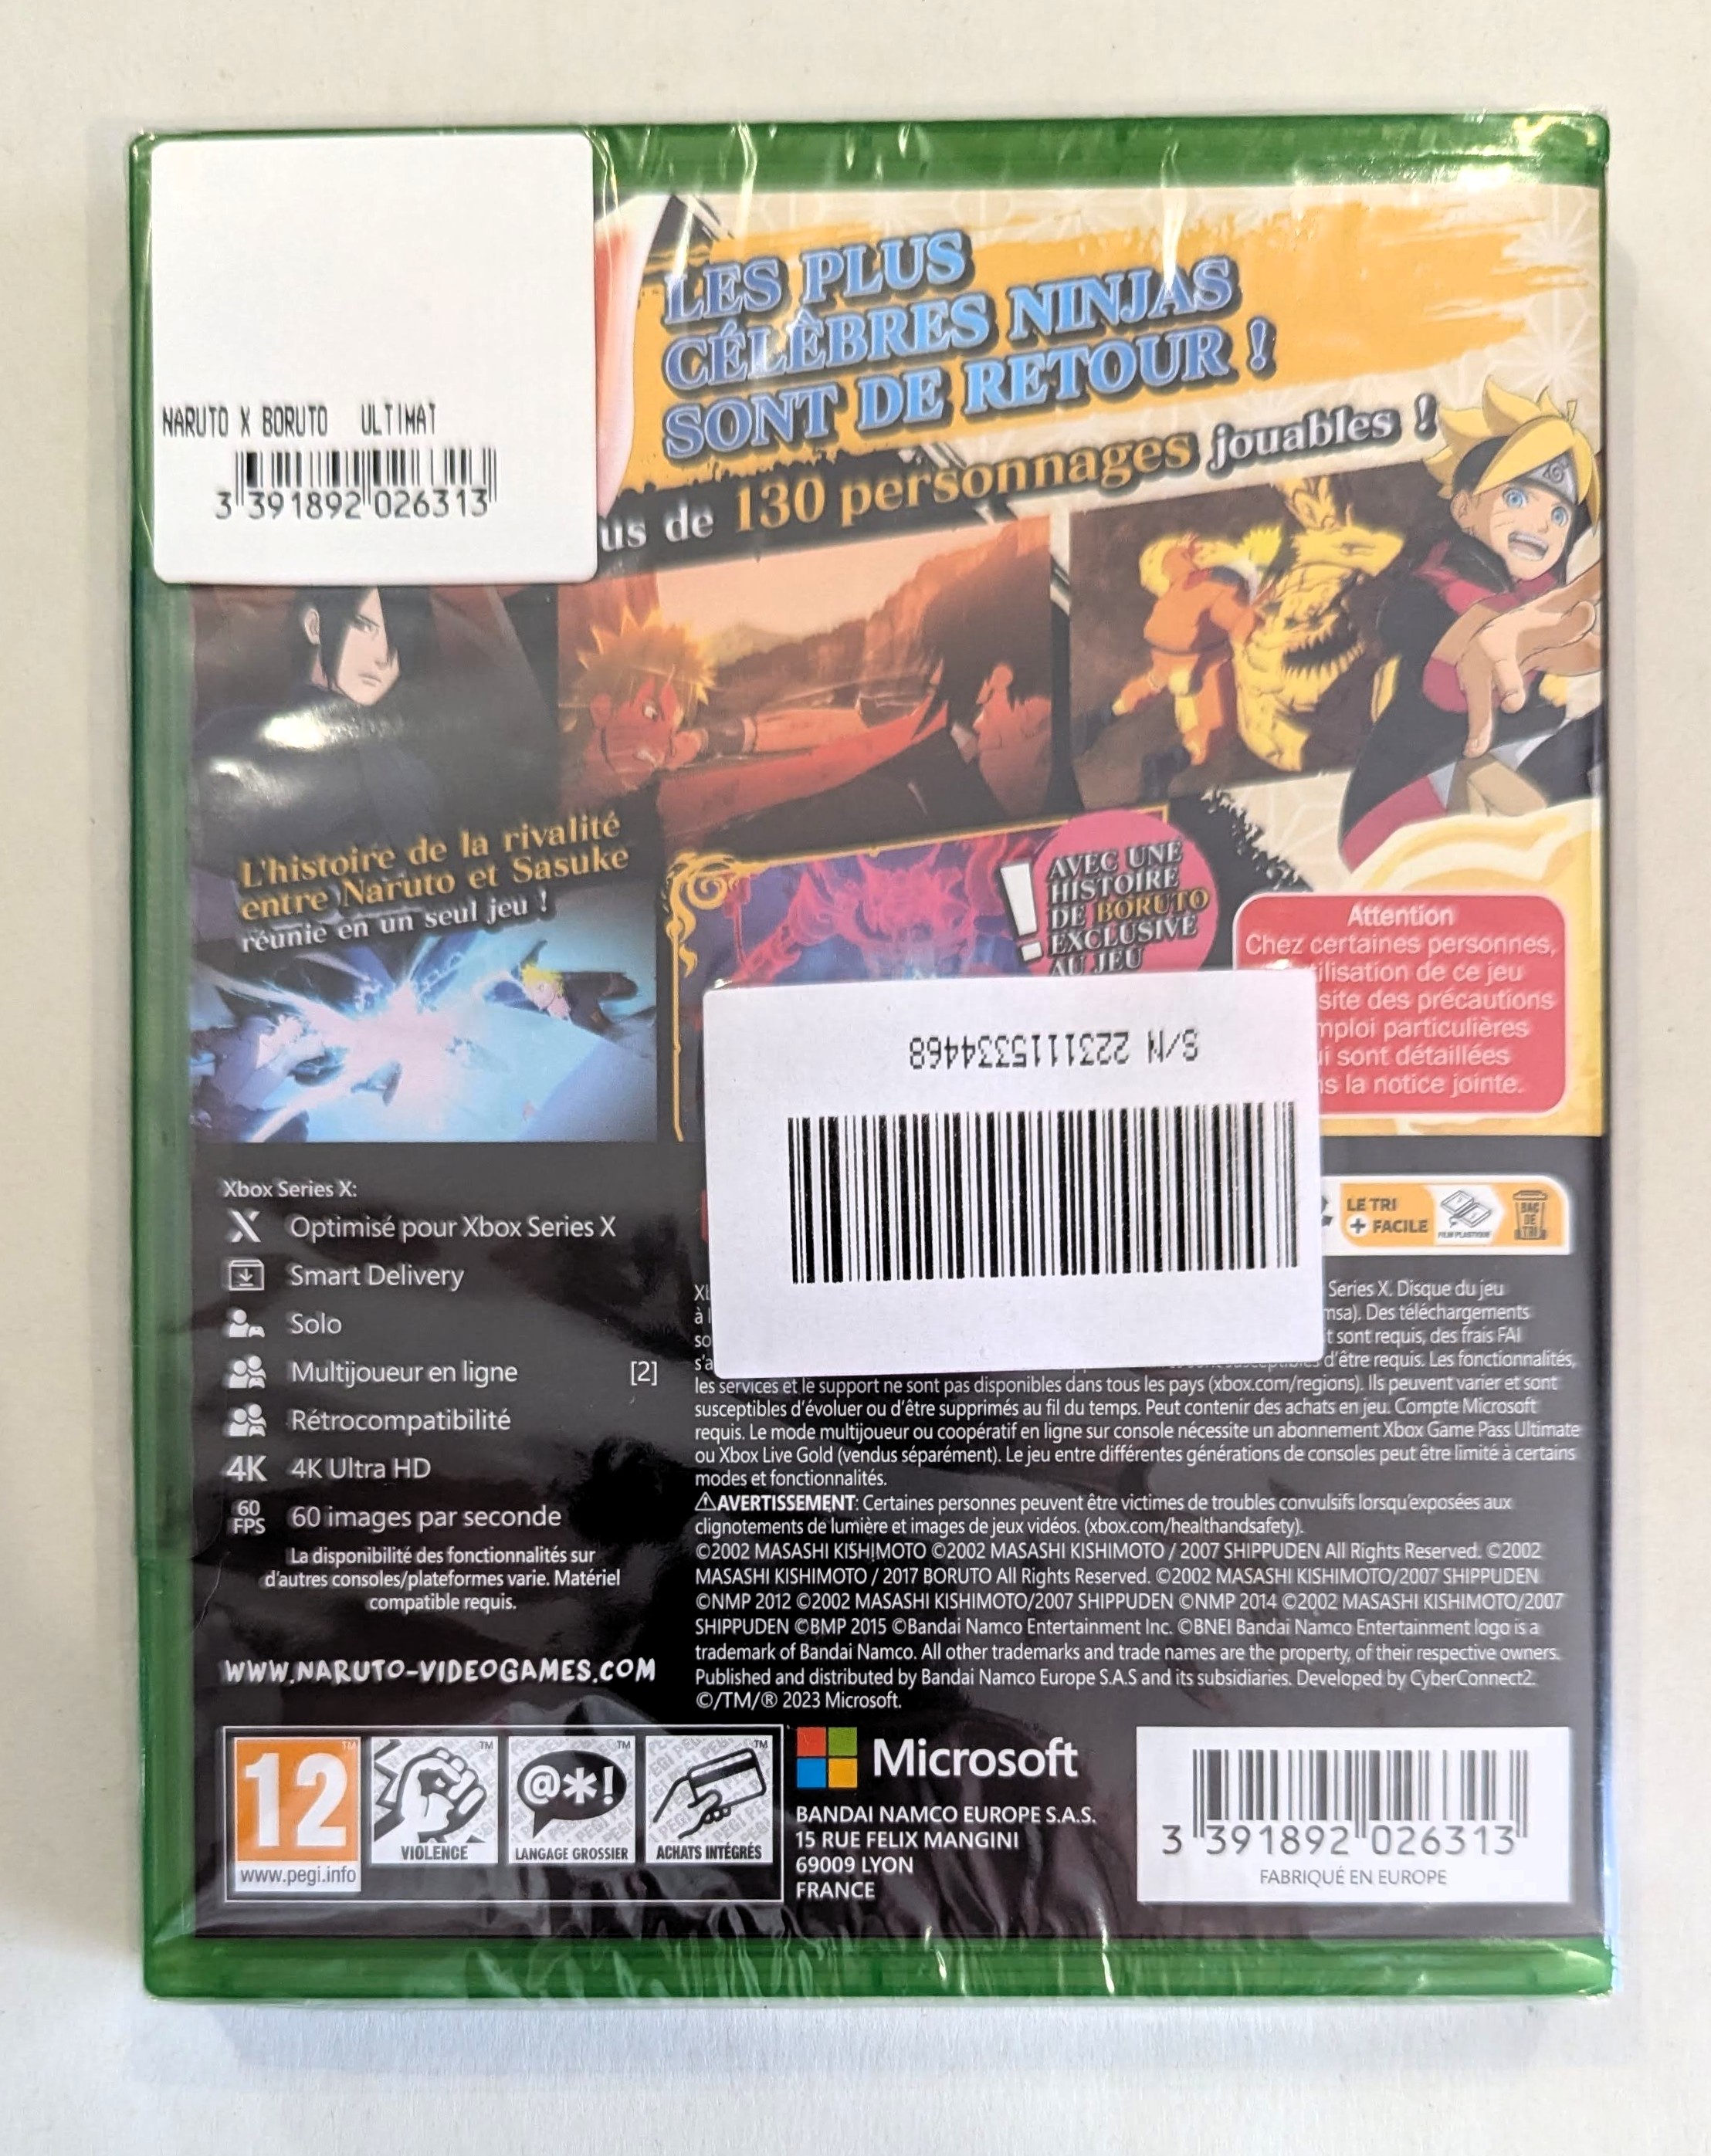 LES PLUS
CÉLÈBRES NINJAS
SONT DE RETOUR !
de 130 personnages jouables !
NARUTO X BORUTO ULTIMAT
3 391892 026313
L'histoire de la rivalité
entre Naruto et Sasuke
réunie en un seul jeu !
! AVEC UNE
HISTOIRE
DE BORUTO
EXCLUSIVE
AU JEU
Attention
Chez certaines personnes,
de ce jeu
des précautions
particulières
sont détaillées
la notice jointe.
S/N 2231115334468
LE TRI
+ FACILE
FILM PLASTIQUE
BAC
DE
TRI
Xbox Series X:
Optimisé pour Xbox Series X
Smart Delivery
Solo
Multijoueur en ligne [2]
Rétrocompatibilité
4K 4K Ultra HD
60
FPS 60 images par seconde
La disponibilité des fonctionnalités sur
d'autres consoles/plateformes varie. Matériel
compatible requis.
WWW.NARUTO-VIDEOGAMES.COM
Series X. Disque du jeu
Des téléchargements
sont requis, des frais FAI
d'être requis. Les fonctionnalités,
les services et le support ne sont pas disponibles dans tous les pays (xbox.com/regions). Ils peuvent varier et sont
susceptibles d'évoluer ou d'être supprimés au fil du temps. Peut contenir des achats en jeu. Compte Microsoft
requis. Le mode multijoueur ou coopératif en ligne sur console nécessite un abonnement Xbox Game Pass Ultimate
ou Xbox Live Gold (vendus séparément). Le jeu entre différentes générations de consoles peut être limité à certains
modes et fonctionnalités.
⚠AVERTISSEMENT: Certaines personnes peuvent être victimes de troubles convulsifs lorsqu'exposées aux
clignotements de lumière et images de jeux vidéos. (xbox.com/healthandsafety).
©2002 MASASHI KISHIMOTO ©2002 MASASHI KISHIMOTO / 2007 SHIPPUDEN All Rights Reserved. ©2002
MASASHI KISHIMOTO / 2017 BORUTO All Rights Reserved. ©2002 MASASHI KISHIMOTO/2007 SHIPPUDEN
©NMP 2012 ©2002 MASASHI KISHIMOTO/2007 SHIPPUDEN ©NMP 2014 ©2002 MASASHI KISHIMOTO/2007
SHIPPUDEN ©BMP 2015 ©Bandai Namco Entertainment Inc. ©BNEI Bandai Namco Entertainment logo is a
trademark of Bandai Namco. All other trademarks and trade names are the property, of their respective owners.
Published and distributed by Bandai Namco Europe S.A.S and its subsidiaries. Developed by CyberConnect2.
©/TM/® 2023 Microsoft.
12
www.pegi.info
VIOLENCE
@*!
LANGAGE GROSSIER
ACHATS INTÉGRÉS
Microsoft
BANDAI NAMCO EUROPE S.A.S.
15 RUE FELIX MANGINI
69009 LYON
FRANCE
3 391892 026313
FABRIQUÉ EN EUROPE